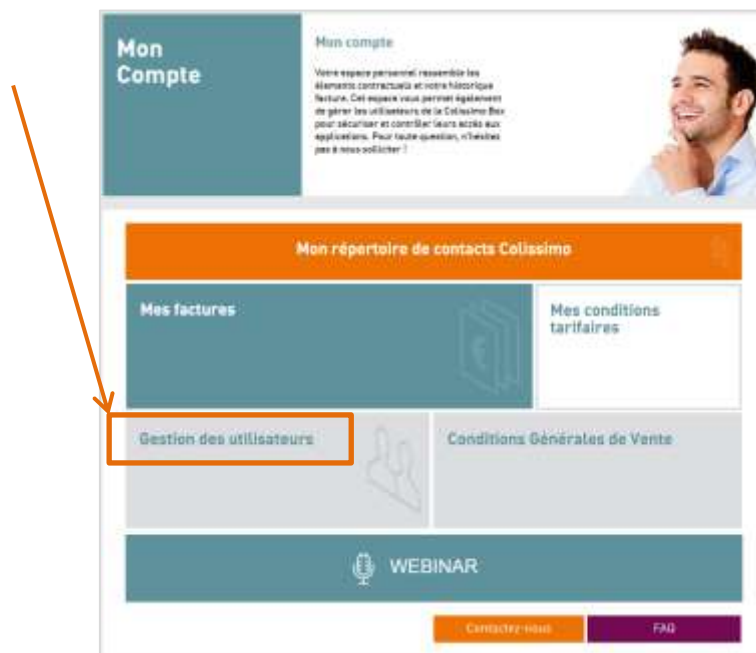 Mon
Compte
Mon compte
Votre espace personnel rassemble les
éléments contractuels et votre historique
facture. Cet espace vous permet également
de gérer les utilisateurs de la Colissimo Box
pour sécuriser et contrôler leurs accès aux
applications. Pour toute question, n'hésitez
pas à nous solliciter !
Mon répertoire de contacts Colissimo
Mes factures
Mes conditions
tarifaires
€
Gestion des utilisateurs
Conditions Générales de Vente
WEBINAR
Contactez-nous
FAQ